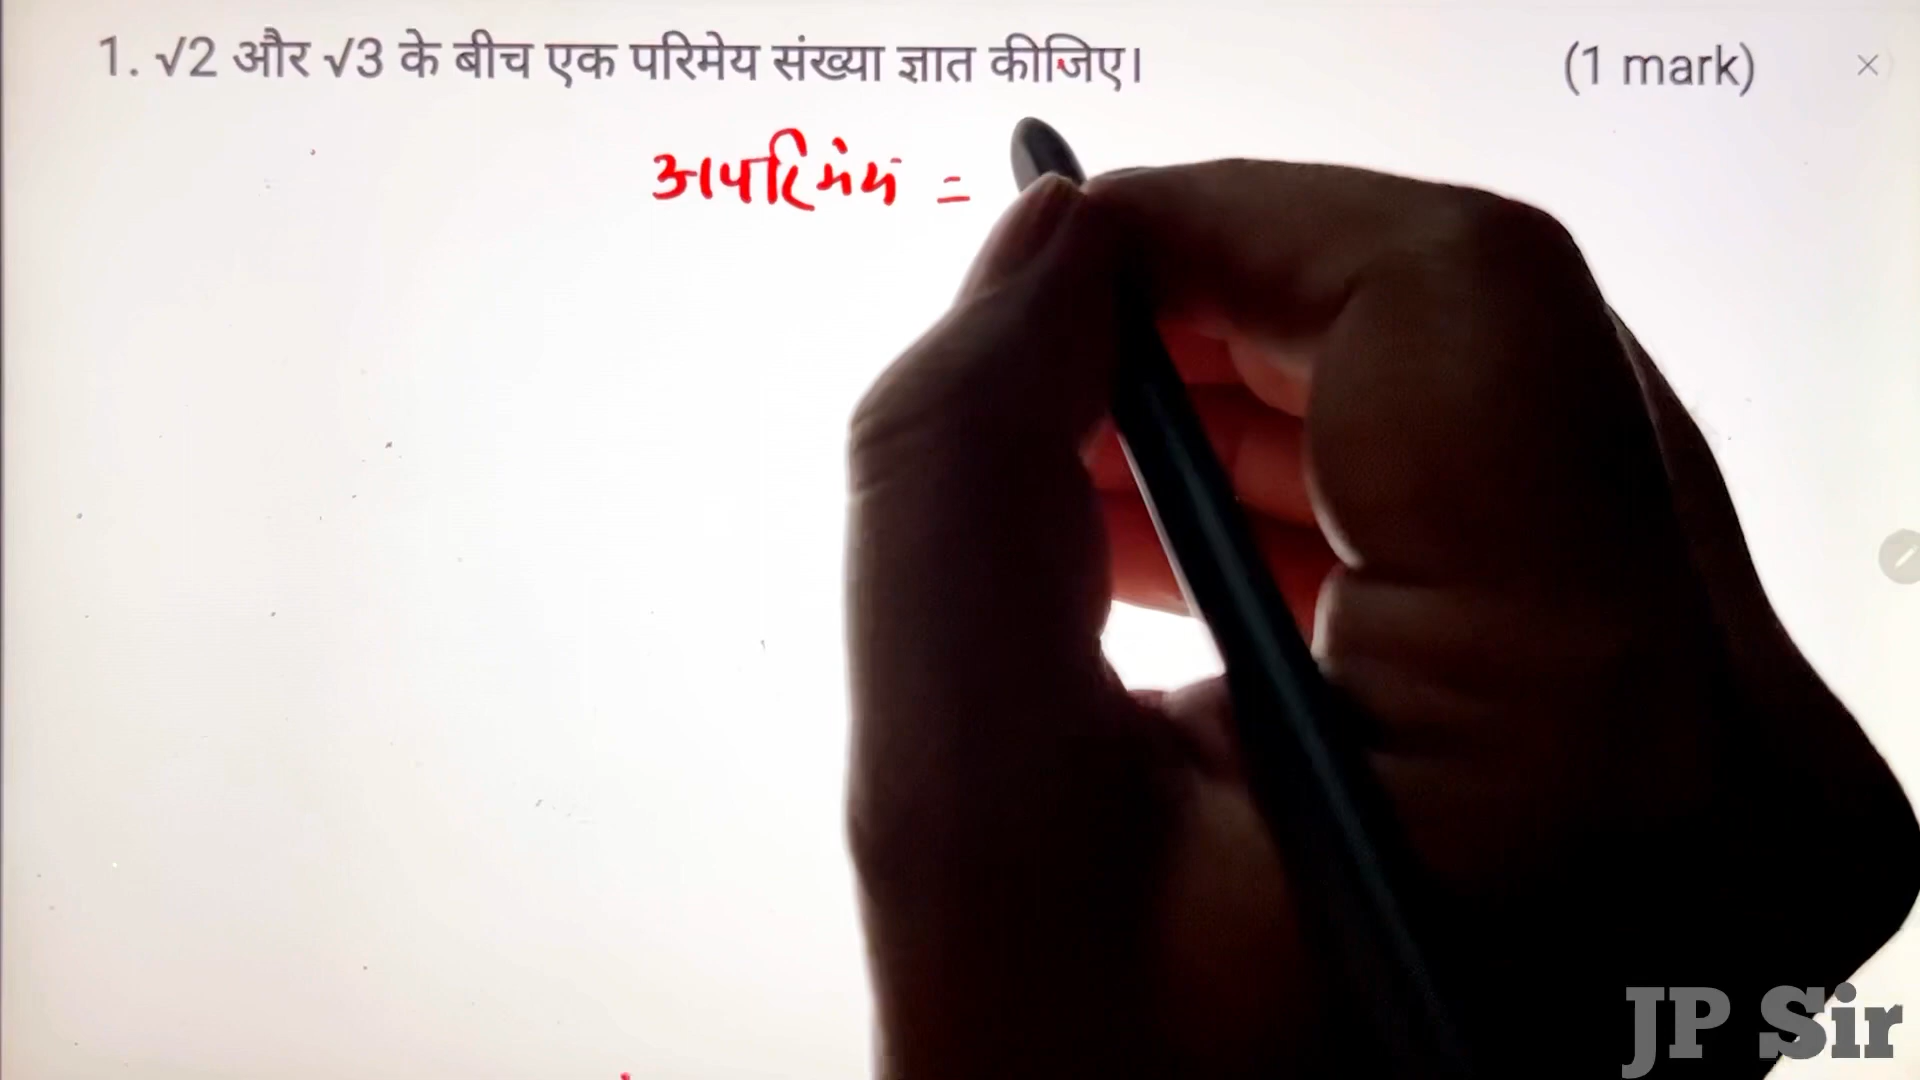 1. √2 और √3 के बीच एक परिमेय संख्या ज्ञात कीजिए। (1 mark)
अपरिमेय =
JP Sir